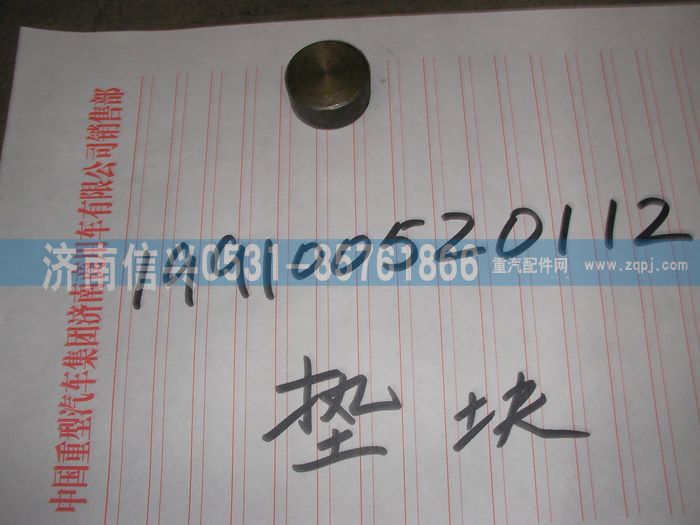 中国重型汽车集团济南商用车有限公司销售部
199100520112
济南信兴0531-85761866
重汽配件网
www.zqpj.com
垫块